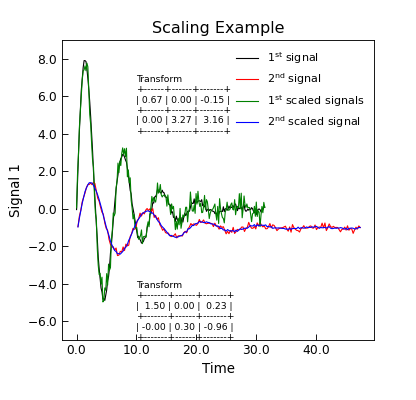 Scaling Example
Signal 1
8.0
6.0
4.0
2.0
0.0
−2.0
−4.0
−6.0
1st signal
2nd signal
1st scaled signals
2nd scaled signal
Transform
+-------+-------+--------+
| 0.67 | 0.00 | -0.15 |
+-------+-------+--------+
| 0.00 | 3.27 | 3.16 |
+-------+-------+--------+
Transform
+--------+-------+--------+
| 1.50 | 0.00 | 0.23 |
+--------+-------+--------+
| -0.00 | 0.30 | -0.96 |
+--------+-------+--------+
0.0 10.0 20.0 30.0 40.0
Time